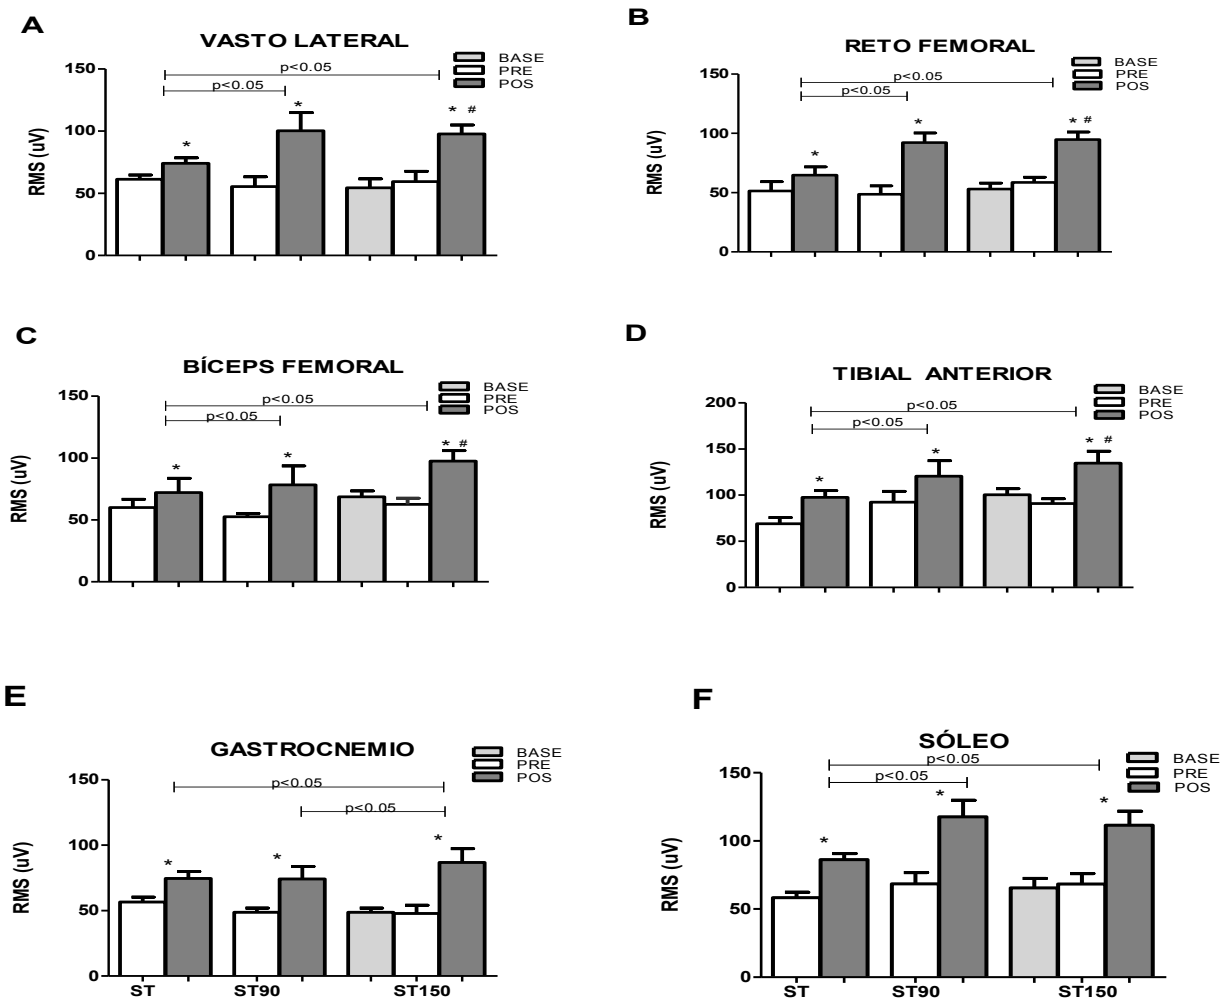 A
VASTO LATERAL
BASE
PRE
POS
p<0.05
p<0.05
RMS (uV)
150
100
50
0
*
*
* #
B
RETO FEMORAL
BASE
PRE
POS
p<0.05
p<0.05
RMS (uV)
150
100
50
0
*
*
* #
C
BÍCEPS FEMORAL
BASE
PRE
POS
p<0.05
p<0.05
RMS (uV)
150
100
50
0
*
*
* #
D
TIBIAL ANTERIOR
BASE
PRE
POS
p<0.05
p<0.05
RMS (uV)
200
150
100
50
0
*
*
* #
E
GASTROCNEMIO
BASE
PRE
POS
p<0.05
p<0.05
RMS (uV)
150
100
50
0
*
*
*
ST ST90 ST150
F
SÓLEO
BASE
PRE
POS
p<0.05
p<0.05
RMS (uV)
150
100
50
0
*
*
*
ST ST90 ST150